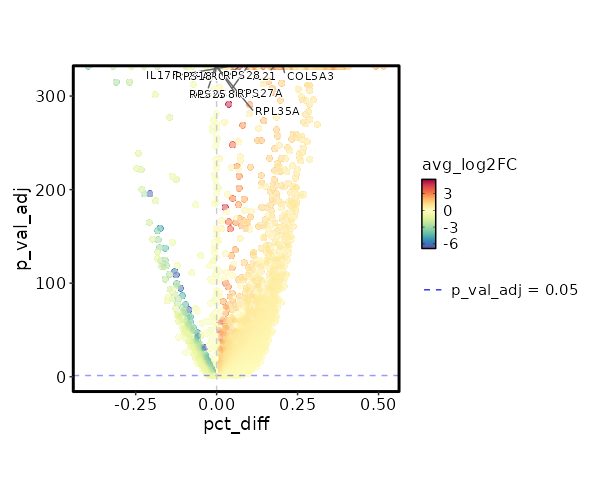 COL5A3
RPS28
RPS27A
RPL35A
300
200
100
0
p_val_adj
-0.25
0.00
0.25
0.50
pct_diff
avg_log2FC
3
0
-3
-6
p_val_adj = 0.05